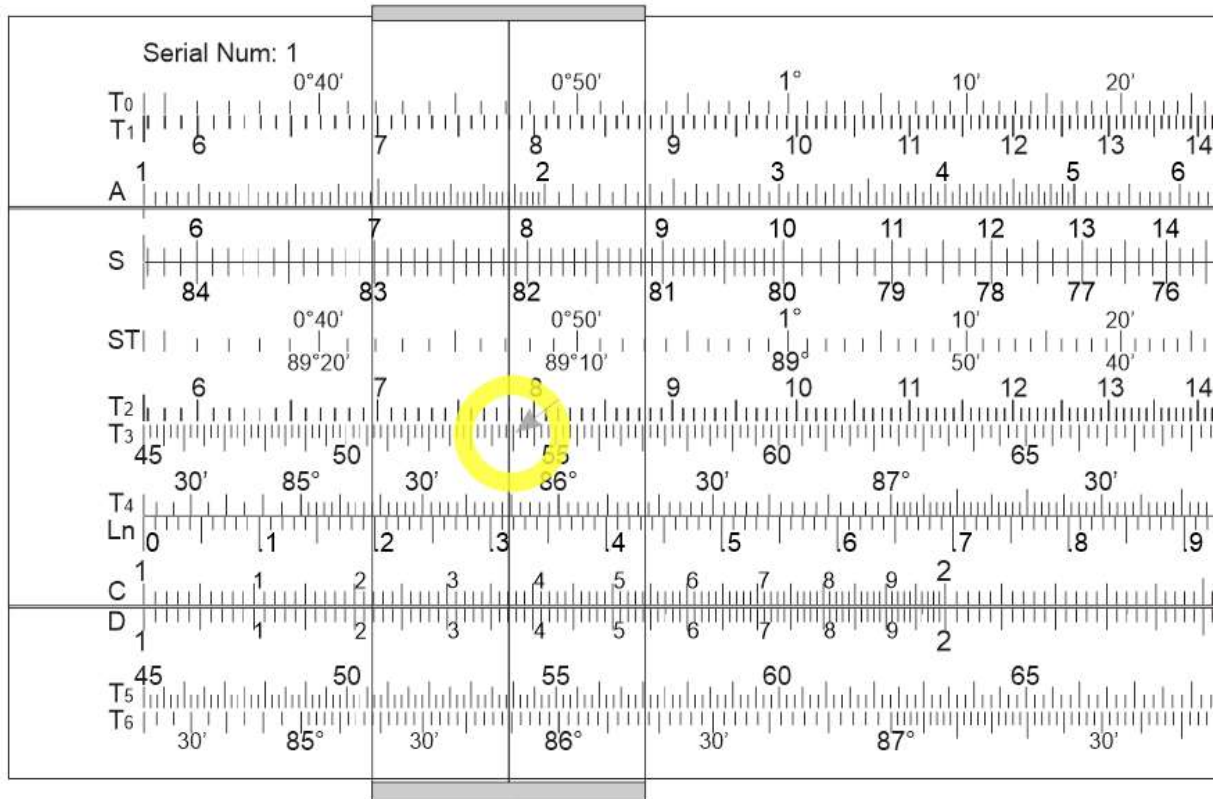 Serial Num: 1
0°40' 0°50' 1° 10' 20'
T0
T1
6 7 8 9 10 11 12 13 14
1 2 3 4 5 6
A
6 7 8 9 10 11 12 13 14
S
84 83 82 81 80 79 78 77 76
0°40' 0°50' 1° 10' 20'
ST
89°20' 89°10' 89° 50' 40'
6 7 8 9 10 11 12 13 14
T2
T3
45 50 55 60 65
30' 85° 30' 86° 30' 87° 30'
T4
Ln
.0 .1 .2 .3 .4 .5 .6 .7 .8 .9
1 1 2 3 4 5 6 7 8 9 2
C
D
1 1 2 3 4 5 6 7 8 9 2
45 50 55 60 65
T5
T6
30' 85° 30' 86° 30' 87° 30'